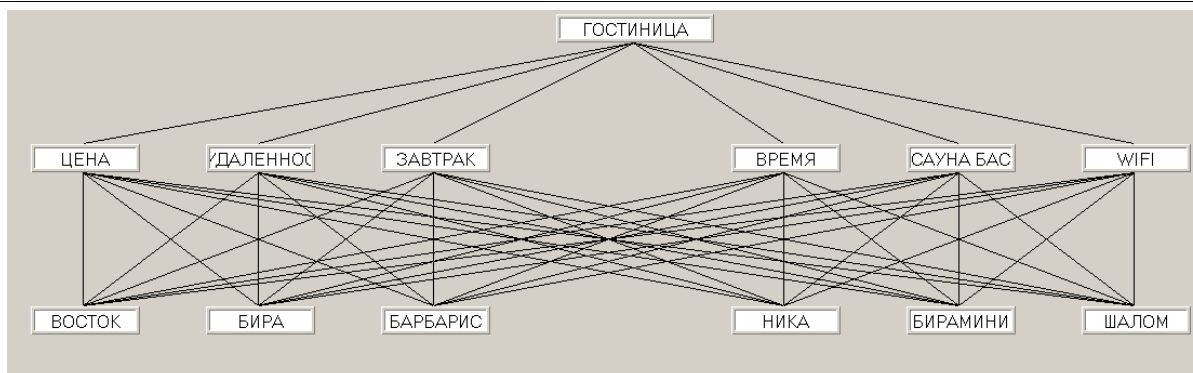 ГОСТИНИЦА
ЦЕНА
УДАЛЕННОС
ЗАВТРАК
ВРЕМЯ
САУНА БАС
WIFI
ВОСТОК
БИРА
БАРБАРИС
НИКА
БИРАМИНИ
ШАЛОМ